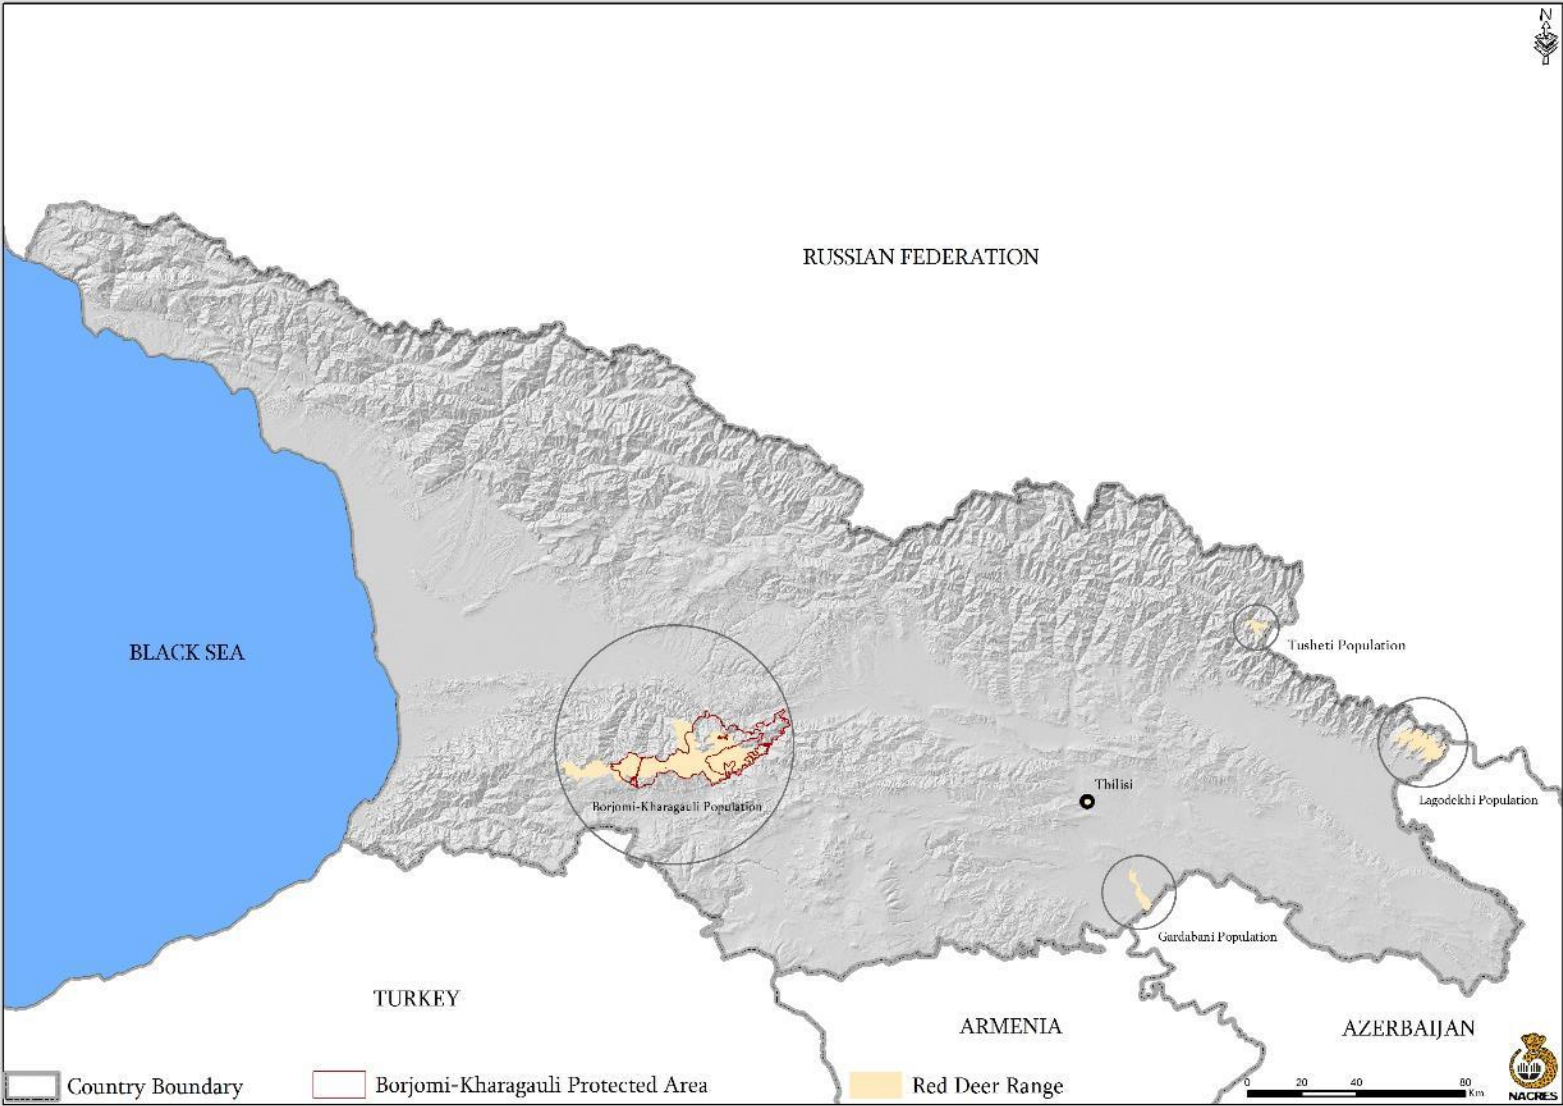 N
RUSSIAN FEDERATION
BLACK SEA
Tusheti Population
Borjomi-Kharagauli Population
Tbilisi
Lagodekhi Population
Gardabani Population
TURKEY
ARMENIA
AZERBAIJAN
Country Boundary
Borjomi-Kharagauli Protected Area
Red Deer Range
0 20 40 80
Km
NACRES